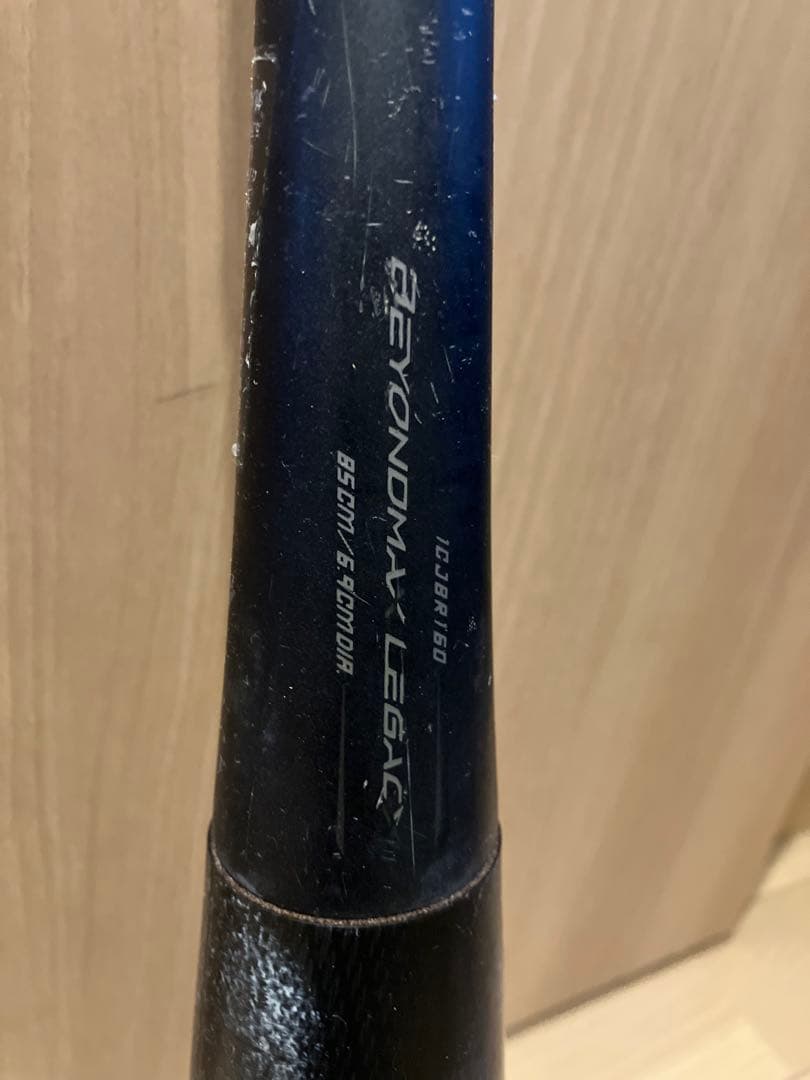 1CJBR160
BEYONDMAX LEGACY
85CM/6.9CMDIA.